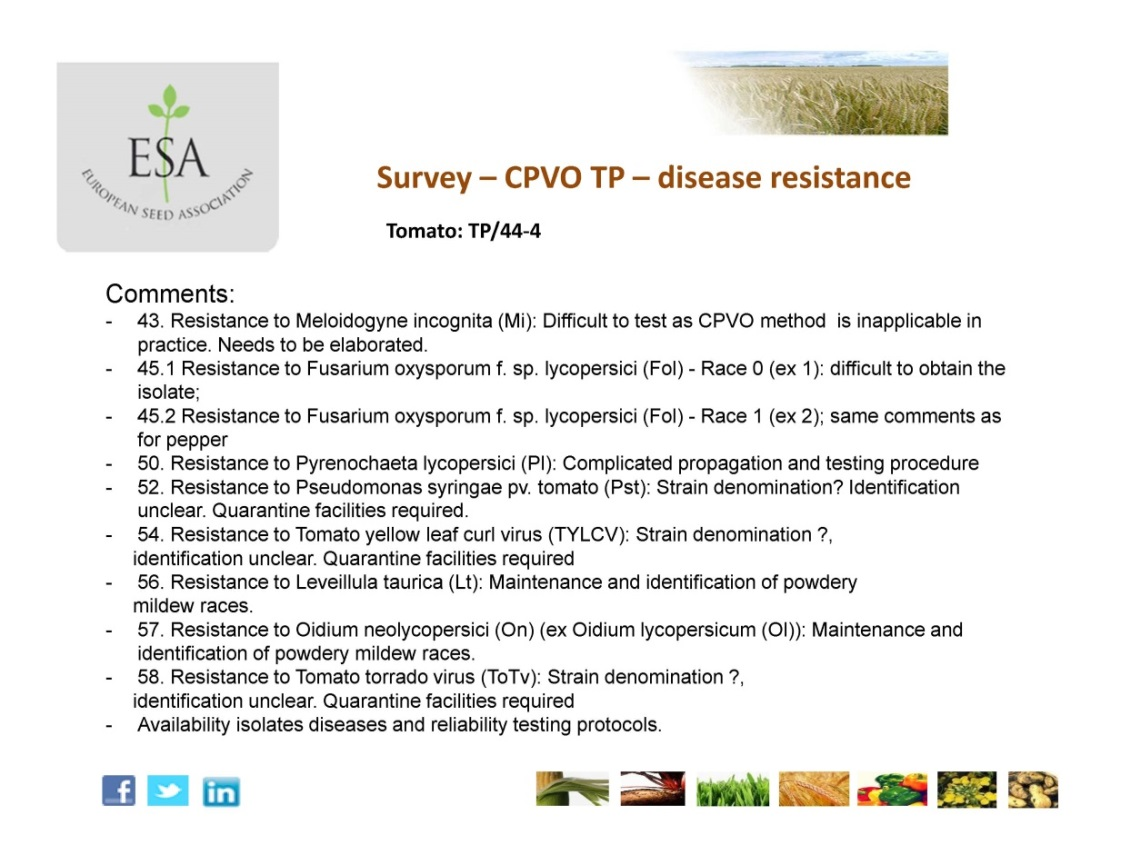 ESA
EUROPEAN SEED ASSOCIATION
Survey – CPVO TP – disease resistance
Tomato: TP/44-4
Comments:
- 43. Resistance to Meloidogyne incognita (Mi): Difficult to test as CPVO method  is inapplicable in
practice. Needs to be elaborated.
- 45.1 Resistance to Fusarium oxysporum f. sp. lycopersici (Fol) - Race 0 (ex 1): difficult to obtain the
isolate;
- 45.2 Resistance to Fusarium oxysporum f. sp. lycopersici (Fol) - Race 1 (ex 2); same comments as
for pepper
- 50. Resistance to Pyrenochaeta lycopersici (Pl): Complicated propagation and testing procedure
- 52. Resistance to Pseudomonas syringae pv. tomato (Pst): Strain denomination? Identification
unclear. Quarantine facilities required.
- 54. Resistance to Tomato yellow leaf curl virus (TYLCV): Strain denomination ?,
identification unclear. Quarantine facilities required
- 56. Resistance to Leveillula taurica (Lt): Maintenance and identification of powdery
mildew races.
- 57. Resistance to Oidium neolycopersici (On) (ex Oidium lycopersicum (Ol)): Maintenance and
identification of powdery mildew races.
- 58. Resistance to Tomato torrado virus (ToTv): Strain denomination ?,
identification unclear. Quarantine facilities required
- Availability isolates diseases and reliability testing protocols.
f
in